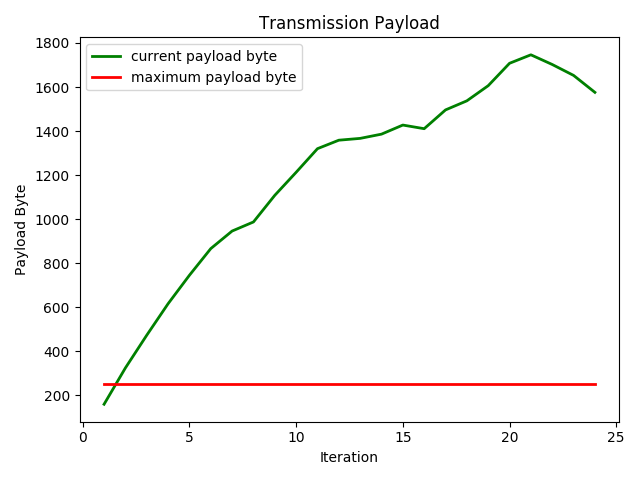 Transmission Payload
current payload byte
maximum payload byte
Payload Byte
1800
1600
1400
1200
1000
800
600
400
200
0 5 10 15 20 25
Iteration